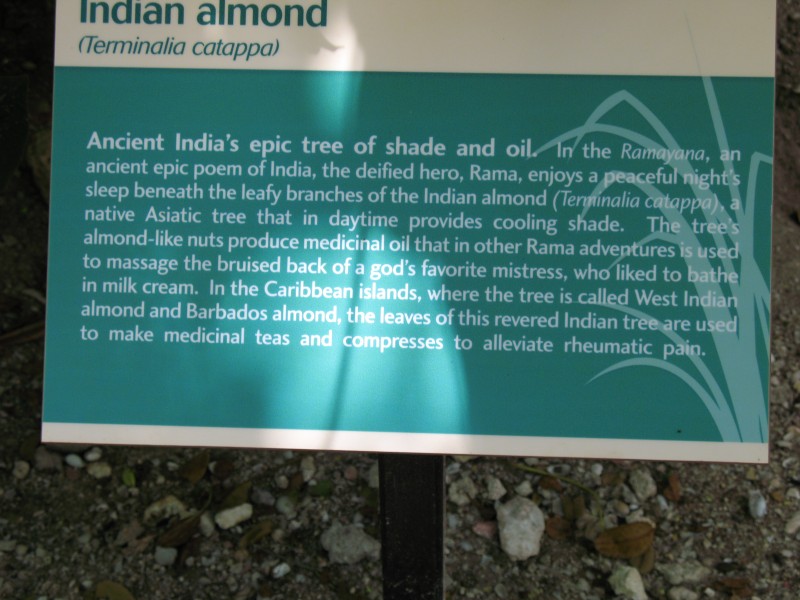 Indian almond
(Terminalia catappa)
Ancient India's epic tree of shade and oil. In the Ramayana, an
ancient epic poem of India, the deified hero, Rama, enjoys a peaceful night's
sleep beneath the leafy branches of the Indian almond (Terminalia catappa), a
native Asiatic tree that in daytime provides cooling shade. The tree's
almond-like nuts produce medicinal oil that in other Rama adventures is used
to massage the bruised back of a god's favorite mistress, who liked to bathe
in milk cream. In the Caribbean islands, where the tree is called West Indian
almond and Barbados almond, the leaves of this revered Indian tree are used
to make medicinal teas and compresses to alleviate rheumatic pain.